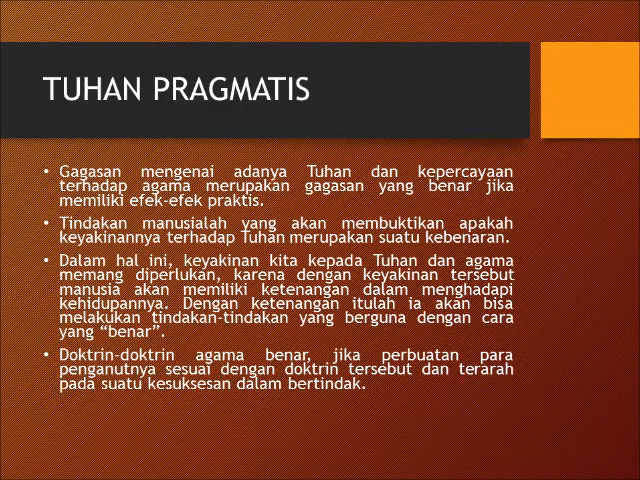 TUHAN PRAGMATIS
• Gagasan mengenai adanya Tuhan dan kepercayaan
terhadap agama merupakan gagasan yang benar jika
memiliki efek-efek praktis.
• Tindakan manusialah yang akan membuktikan apakah
keyakinannya terhadap Tuhan merupakan suatu kebenaran.
• Dalam hal ini, keyakinan kita kepada Tuhan dan agama
memang diperlukan, karena dengan keyakinan tersebut
manusia akan memiliki ketenangan dalam menghadapi
kehidupannya. Dengan ketenangan itulah ia akan bisa
melakukan tindakan-tindakan yang berguna dengan cara
yang “benar”.
• Doktrin-doktrin agama benar, jika perbuatan para
penganutnya sesuai dengan doktrin tersebut dan terarah
pada suatu kesuksesan dalam bertindak.